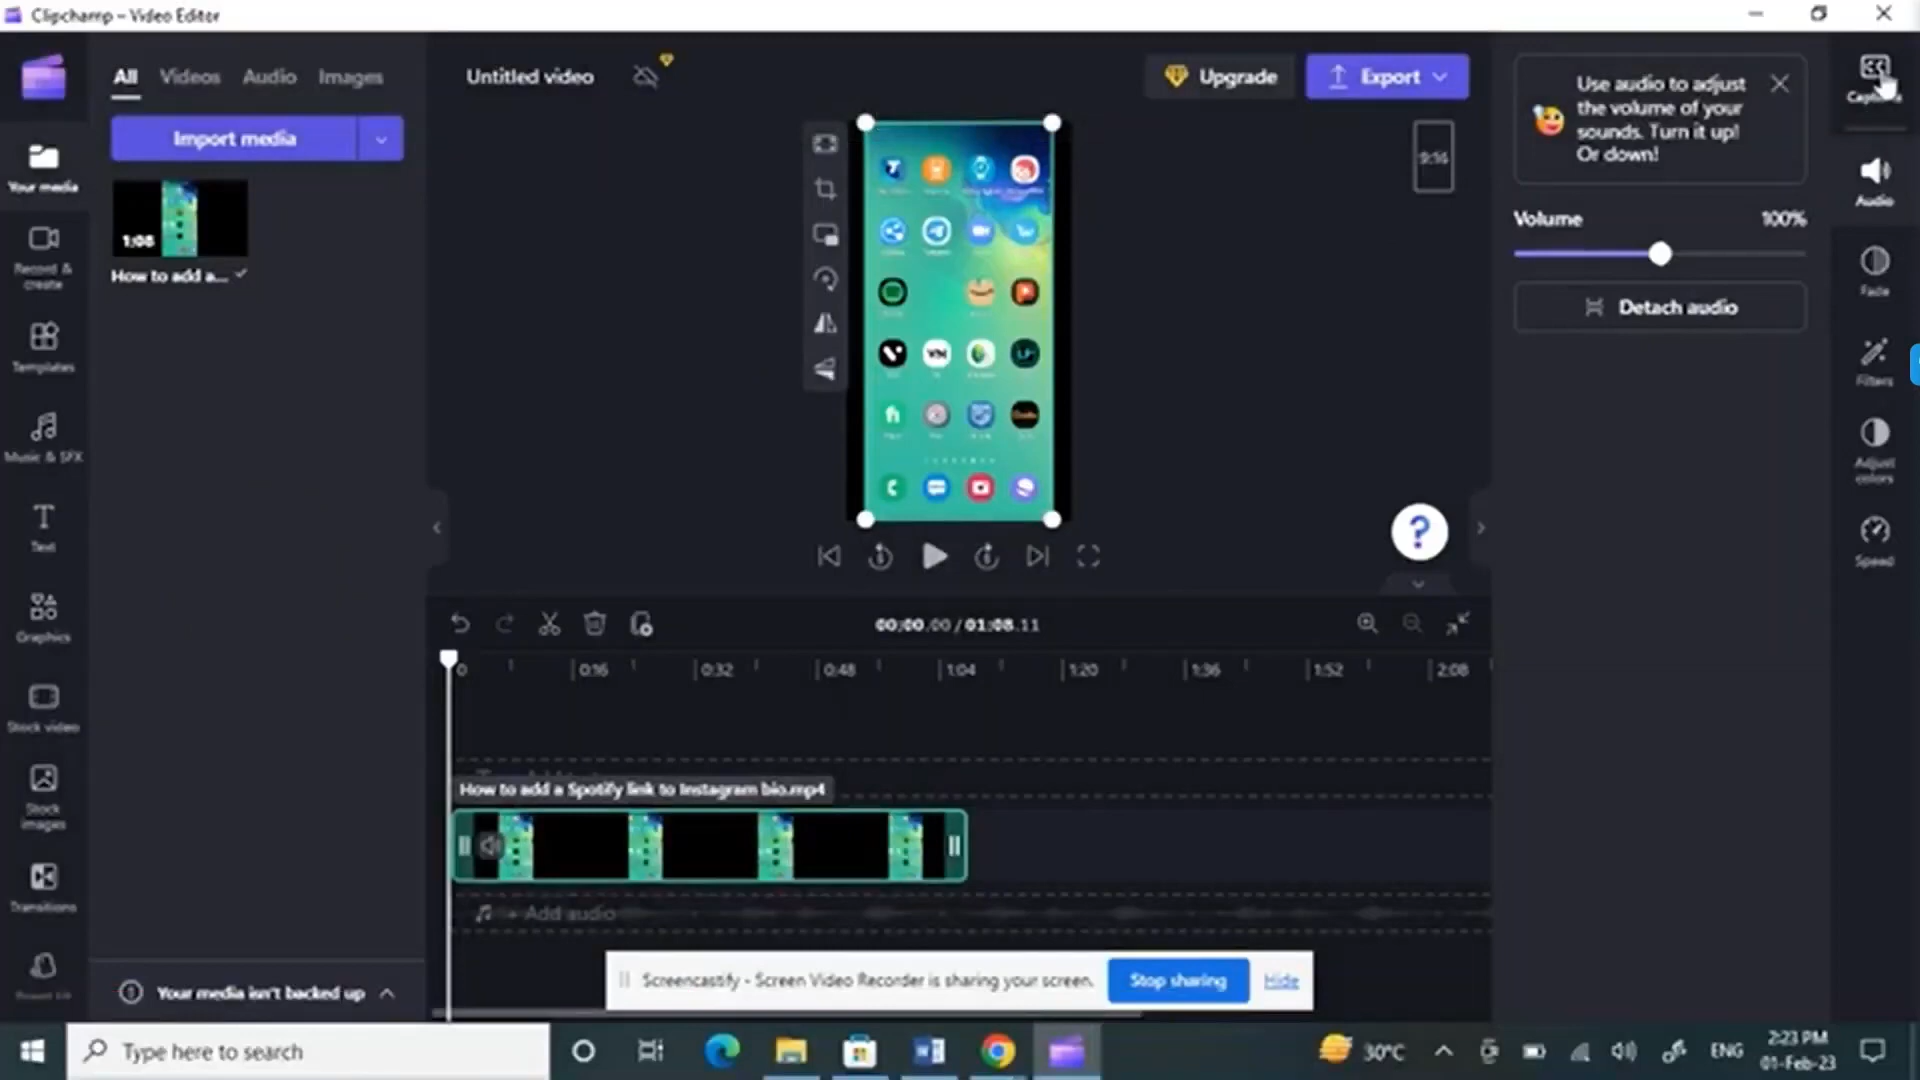 Clipchamp – Video Editor
All Videos Audio Images
Import media
1:08
How to add a...
Your media
Record & create
Templates
Music & SFX
Text
Graphics
Stock video
Stock images
Transitions
Your media isn't backed up
Untitled video
Upgrade
Export
9:16
Use audio to adjust
the volume of your
sounds. Turn it up!
Or down!
Volume 100%
Detach audio
Audio
Fade
Filters
Adjust colors
Speed
?
00:00.00 / 01:08.11
0 0:16 0:32 0:48 1:04 1:20 1:36 1:52 2:08
How to add a Spotify link to Instagram bio.mp4
+ Add audio
Screencastify - Screen Video Recorder is sharing your screen.
Stop sharing
Hide
Type here to search
30°C
ENG
2:23 PM
01-Feb-23